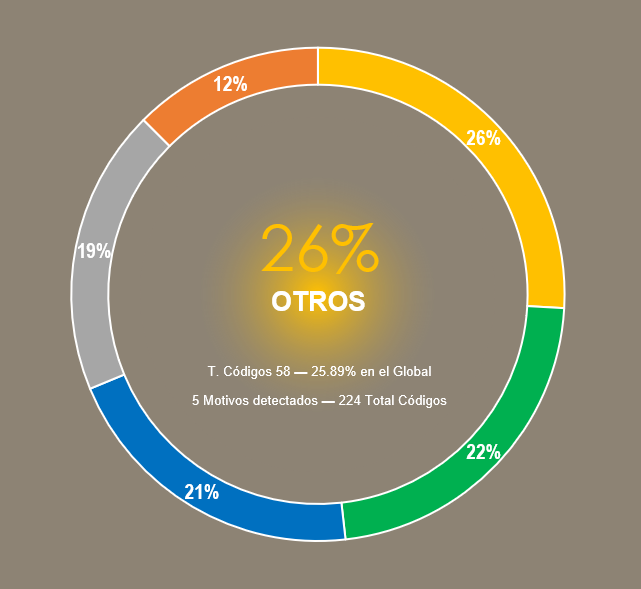 12%
26%
19%
26%
OTROS
T. Códigos 58 — 25.89% en el Global
5 Motivos detectados — 224 Total Códigos
22%
21%